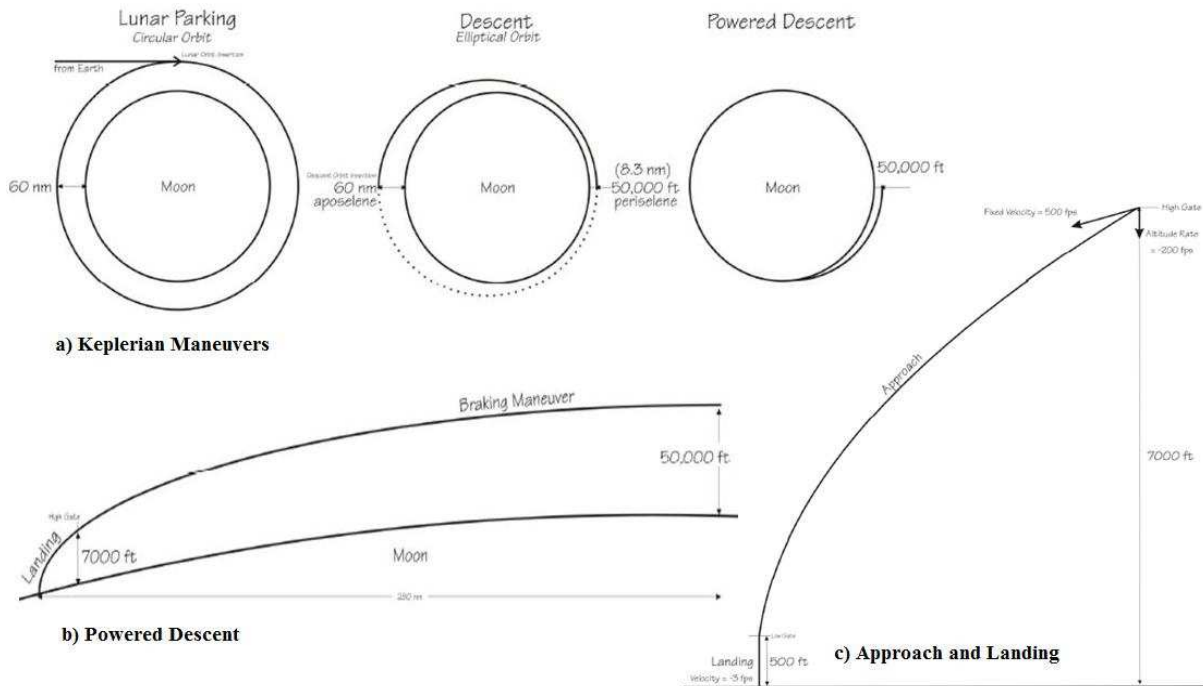 Lunar Parking
Circular Orbit
Lunar Orbit Insertion
from Earth
60 nm
Moon
Descent
Elliptical Orbit
Descent Orbit Insertion
60 nm
aposelene
Moon
(8.3 nm)
50,000 ft
periselene
Powered Descent
Moon
50,000 ft
a) Keplerian Maneuvers
Braking Maneuver
50,000 ft
High Gate
Landing
7000 ft
Moon
b) Powered Descent
High Gate
Fixed Velocity = 500 fps
Altitude Rate
= -200 fps
Approach
7000 ft
Low Gate
Landing
500 ft
Velocity = -3 fps
c) Approach and Landing